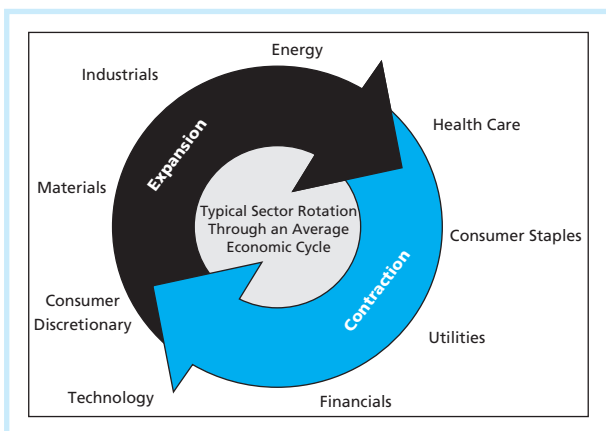 Energy
Industrials
Health Care
Expansion
Materials
Typical Sector Rotation
Through an Average
Economic Cycle
Consumer Staples
Consumer
Discretionary
Contraction
Utilities
Technology
Financials